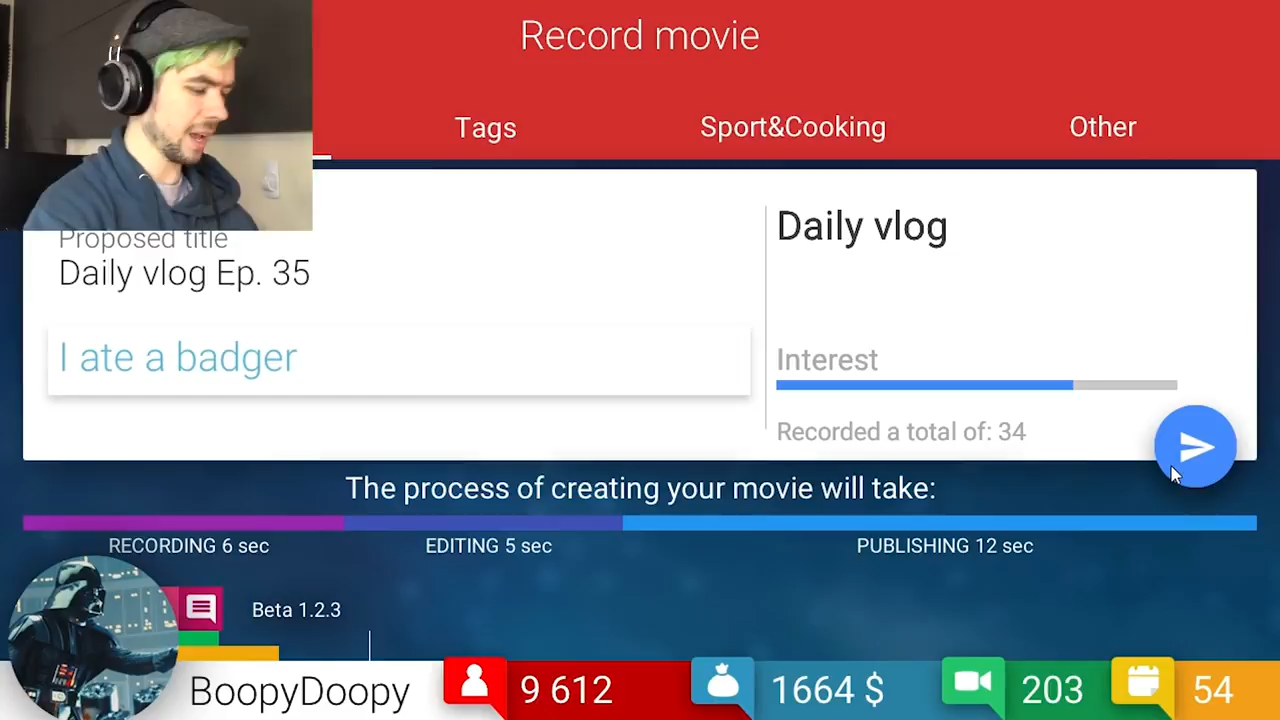 Record movie
Tags
Sport&Cooking
Other
Proposed title
Daily vlog Ep. 35
I ate a badger
Daily vlog
Interest
Recorded a total of: 34
The process of creating your movie will take:
RECORDING 6 sec
EDITING 5 sec
PUBLISHING 12 sec
Beta 1.2.3
BoopyDoopy
9 612
1664 $
203
54